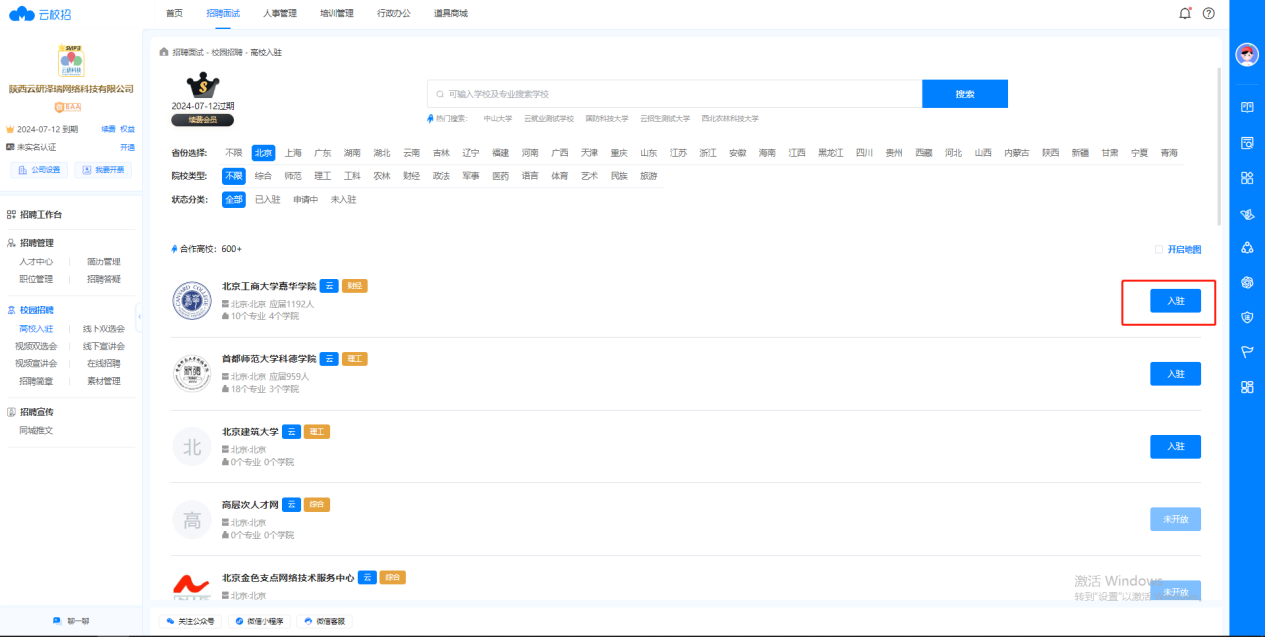 云校招
首页 招聘面试 人事管理 培训管理 行政办公 道具商城
陕西云研泽瑞网络科技有限公司
2024-07-12 到期 续费 权益
未实名认证 开通
公司设置 我要开票
招聘工作台
招聘管理
人才中心 简历管理
职位管理 招聘答疑
校园招聘
高校入驻 线下双选会
视频双选会 线下宣讲会
视频宣讲会 在线招聘
招聘简章 素材管理
招聘宣传
同城推文
聊一聊
招聘面试 - 校园招聘 - 高校入驻
2024-07-12过期
续费会员
可输入学校及专业搜索学校 搜索
热门搜索: 中山大学 云就业测试学校 国防科技大学 云招生测试大学 西北农林科技大学
省份选择: 不限 北京 上海 广东 湖南 湖北 云南 吉林 辽宁 福建 河南 广西 天津 重庆 山东 江苏 浙江 安徽 海南 江西 黑龙江 四川 贵州 西藏 河北 山西 内蒙古 陕西 新疆 甘肃 宁夏 青海
院校类型: 不限 综合 师范 理工 工科 农林 财经 政法 军事 医药 语言 体育 艺术 民族 旅游
状态分类: 全部 已入驻 申请中 未入驻
合作高校: 600+ 开启地图
北京工商大学嘉华学院 云 财经
北京·北京 应届1192人
10个专业 4个学院
入驻
首都师范大学科德学院 云 理工
北京·北京 应届959人
18个专业 3个学院
入驻
北
北京建筑大学 云 理工
北京·北京
0个专业 0个学院
入驻
高
高层次人才网 云 综合
北京·北京
0个专业 0个学院
未开放
北京金色支点网络技术服务中心 云 综合
北京·北京
未开放
激活 Windows
转到"设置"以激活
关注公众号 微信小程序 微信客服